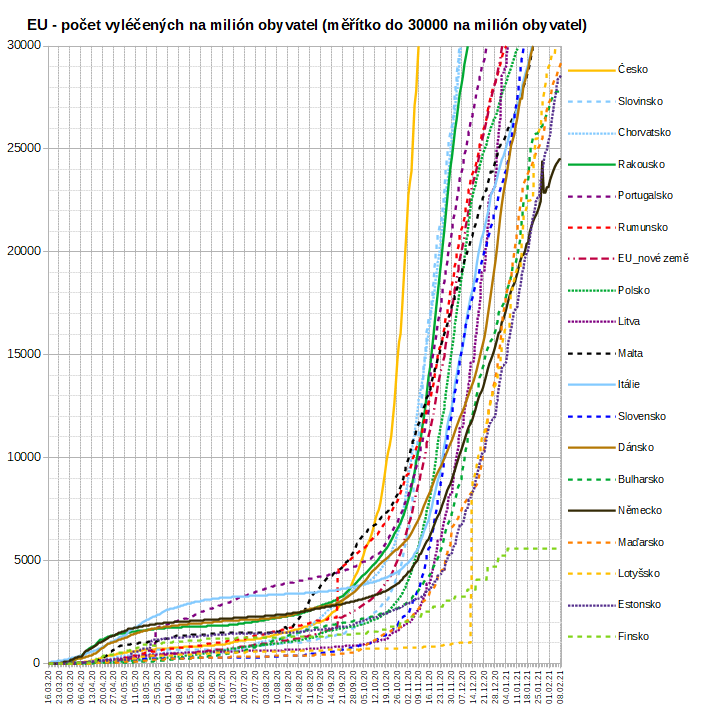 EU - počet vyléčených na milión obyvatel (měřítko do 30000 na milión obyvatel)
30000
25000
20000
15000
10000
5000
0
Česko
Slovinsko
Chorvatsko
Rakousko
Portugalsko
Rumunsko
EU_nové země
Polsko
Litva
Malta
Itálie
Slovensko
Dánsko
Bulharsko
Německo
Maďarsko
Lotyšsko
Estonsko
Finsko
16.03.20
23.03.20
30.03.20
06.04.20
13.04.20
20.04.20
27.04.20
04.05.20
11.05.20
18.05.20
25.05.20
01.06.20
08.06.20
15.06.20
22.06.20
29.06.20
06.07.20
13.07.20
20.07.20
27.07.20
03.08.20
10.08.20
17.08.20
24.08.20
31.08.20
07.09.20
14.09.20
21.09.20
28.09.20
05.10.20
12.10.20
19.10.20
26.10.20
02.11.20
09.11.20
16.11.20
23.11.20
30.11.20
07.12.20
14.12.20
21.12.20
28.12.20
04.01.21
11.01.21
18.01.21
25.01.21
01.02.21
08.02.21